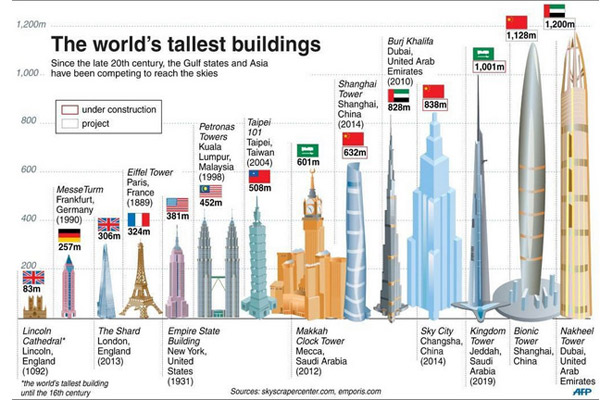 The world's tallest buildings
Since the late 20th century, the Gulf states and Asia
have been competing to reach the skies
under construction
project
1,200m
1,000
800
600
400
200
83m
MesseTurm
Frankfurt,
Germany
(1990)
257m
306m
Eiffel Tower
Paris,
France
(1889)
324m
381m
Petronas
Towers
Kuala
Lumpur,
Malaysia
(1998)
452m
Taipei
101
Taipei,
Taiwan
(2004)
508m
601m
Shanghai
Tower
Shanghai,
China
(2014)
632m
Burj Khalifa
Dubai,
United Arab
Emirates
(2010)
828m
838m
1,001m
1,128m
1,200m
Lincoln
Cathedral*
Lincoln,
England
(1092)
The Shard
London,
England
(2013)
Empire State
Building
New York,
United
States
(1931)
Makkah
Clock Tower
Mecca,
Saudi Arabia
(2012)
Sky City
Changsha,
China
(2014)
Kingdom
Tower
Jeddah,
Saudi
Arabia
(2019)
Bionic
Tower
Shanghai,
China
Nakheel
Tower
Dubai,
United
Arab
Emirates
*the world's tallest building
until the 16th century
Sources: skyscrapercenter.com, emporis.com
AFP